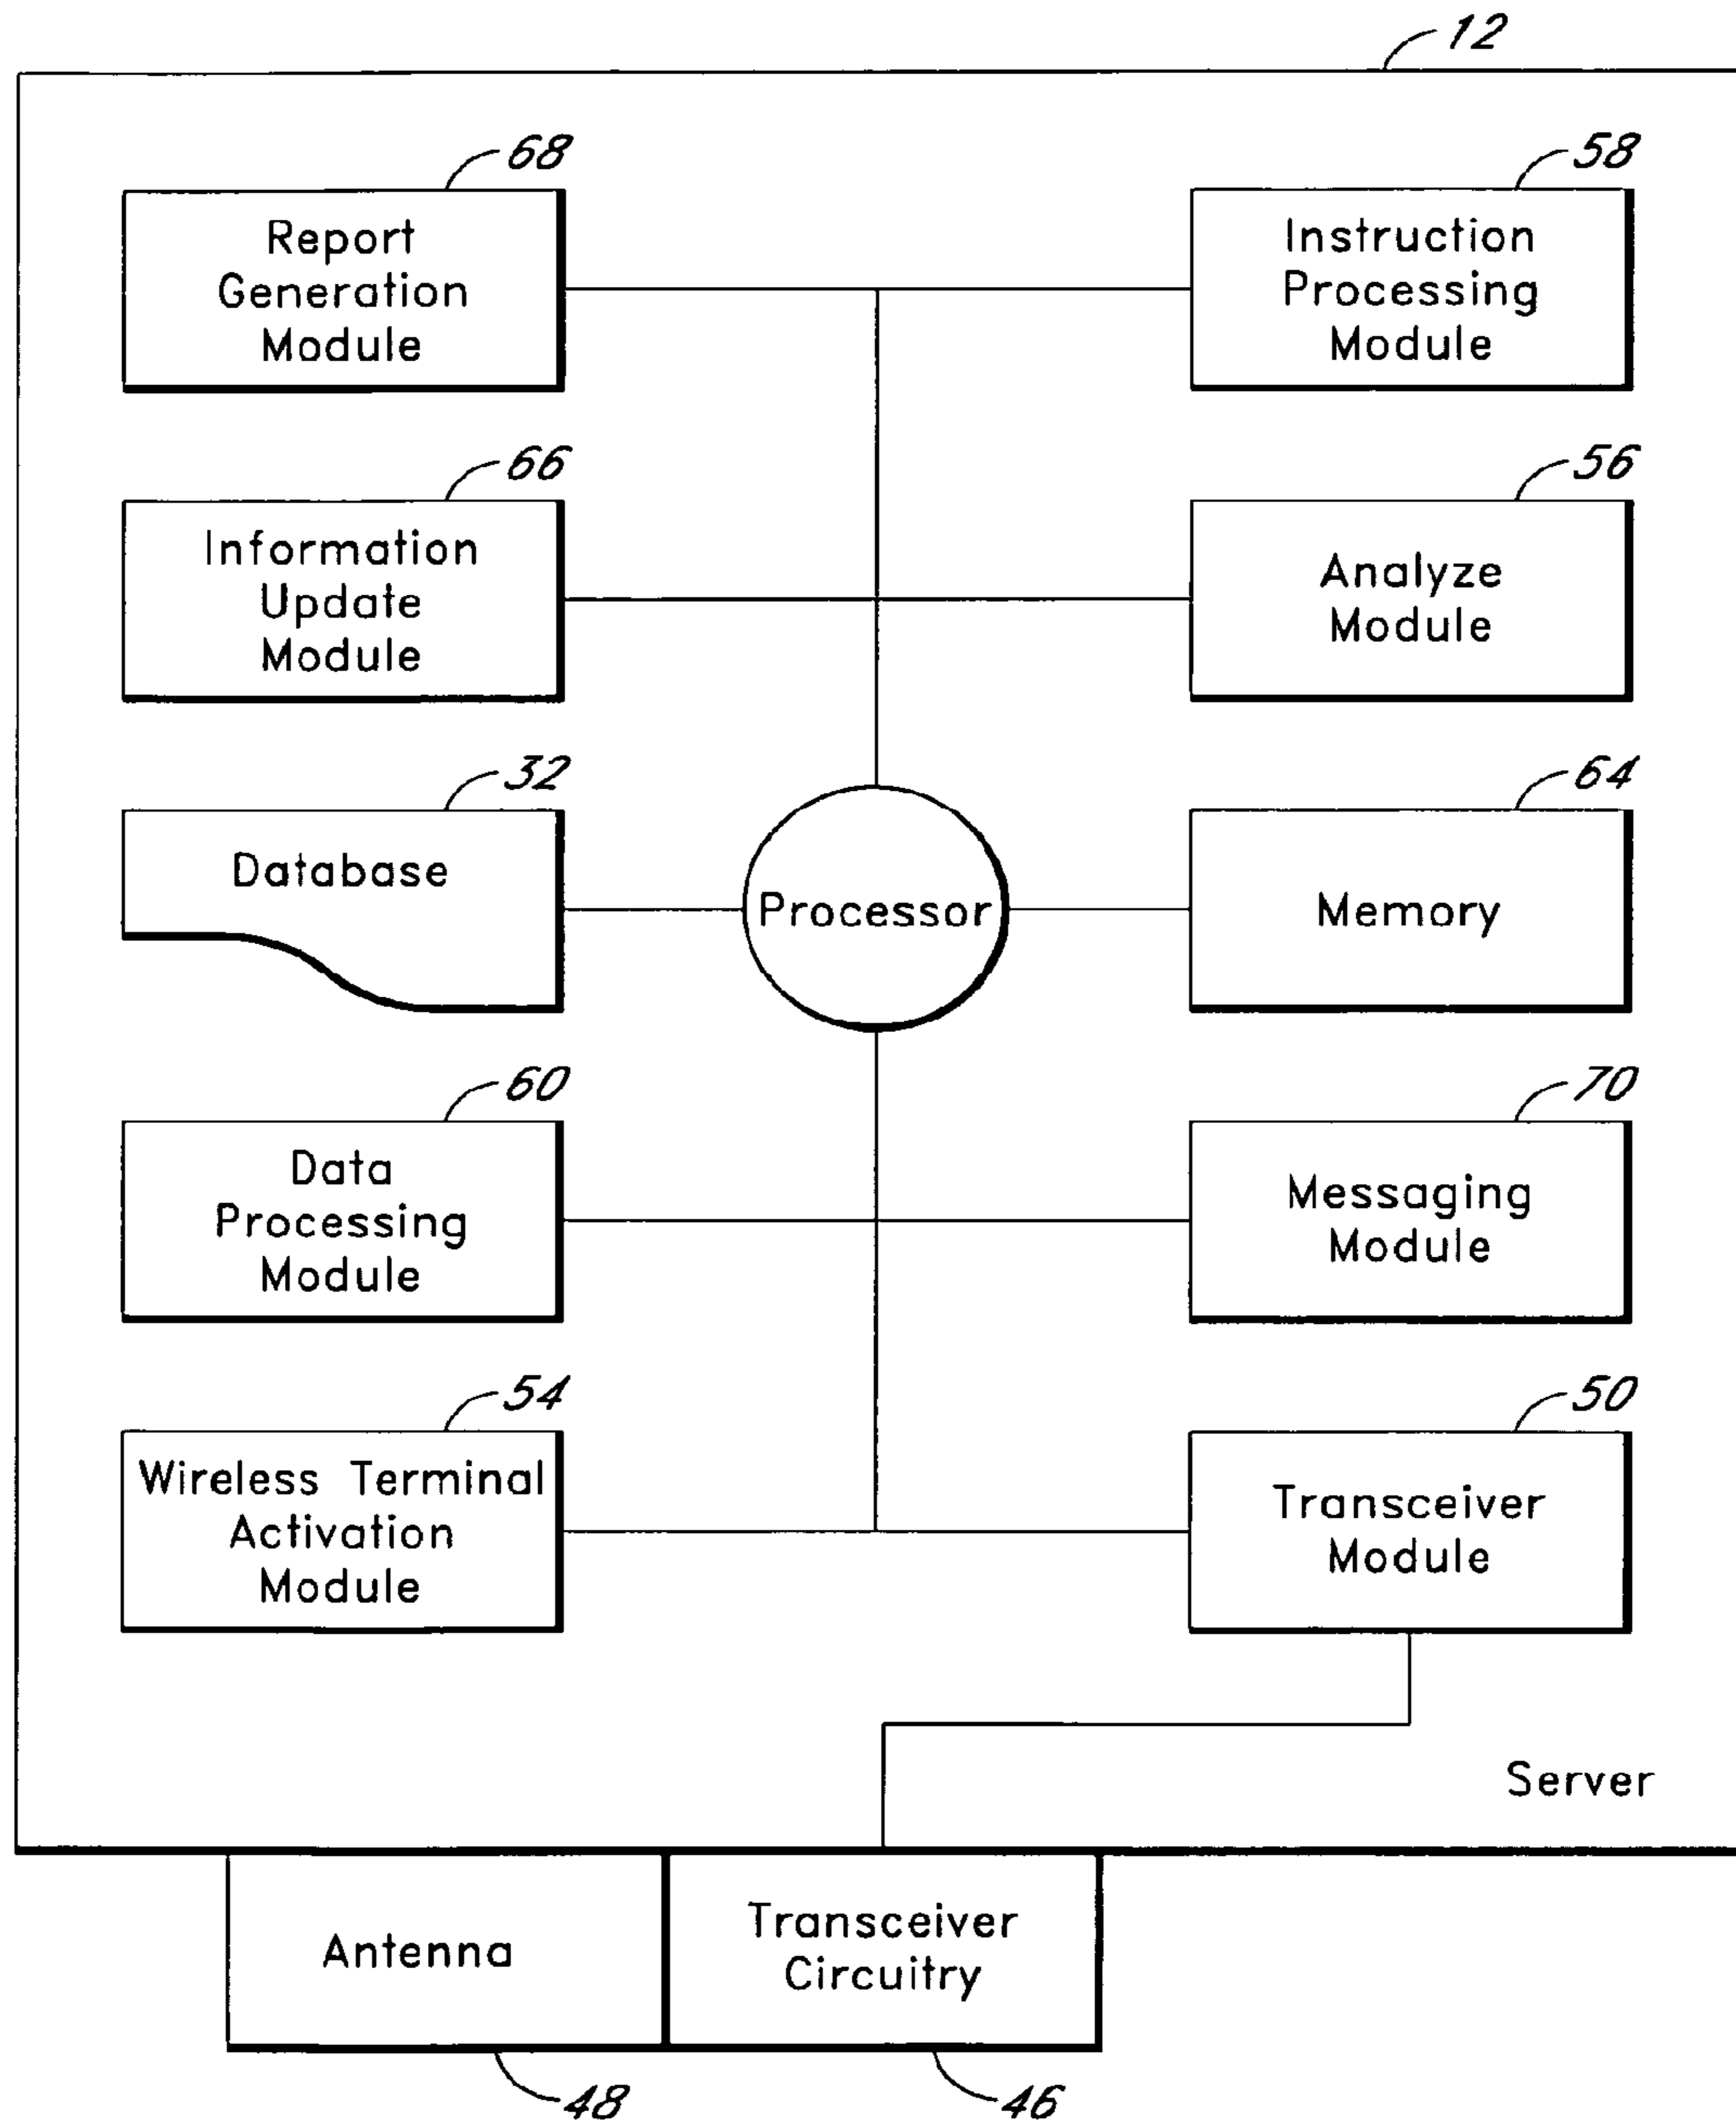 12
68
Report
Generation
Module
58
Instruction
Processing
Module
66
Information
Update
Module
56
Analyze
Module
32
Database
Processor
64
Memory
60
Data
Processing
Module
70
Messaging
Module
54
Wireless Terminal
Activation
Module
50
Transceiver
Module
Server
Antenna
Transceiver
Circuitry
48
46